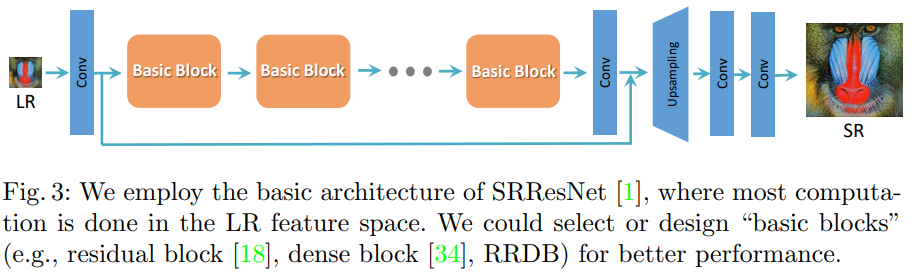 LR
Conv
Basic Block
Basic Block
Basic Block
Conv
Upsampling
Conv
Conv
SR
Fig. 3: We employ the basic architecture of SRResNet [1], where most computa-
tion is done in the LR feature space. We could select or design “basic blocks”
(e.g., residual block [18], dense block [34], RRDB) for better performance.